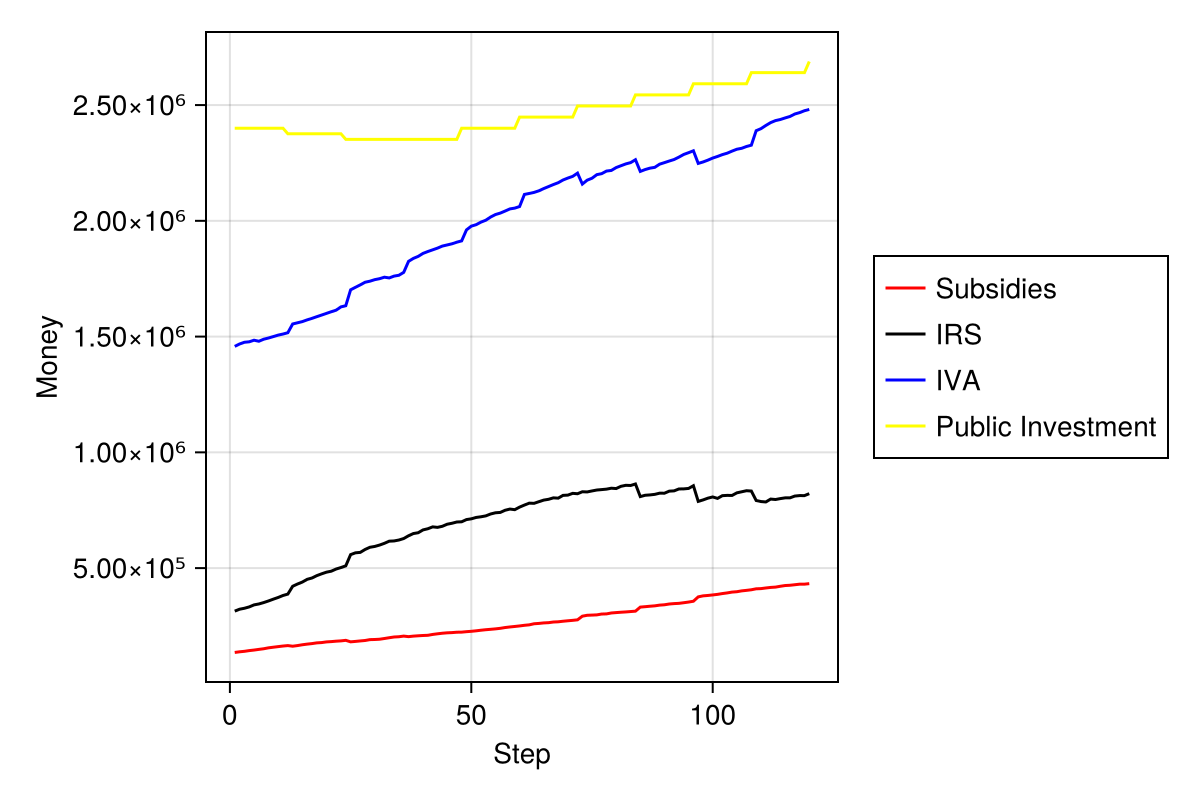 2.50×10⁶
2.00×10⁶
1.50×10⁶
1.00×10⁶
5.00×10⁵
Money
0 50 100
Step
Subsidies
IRS
IVA
Public Investment